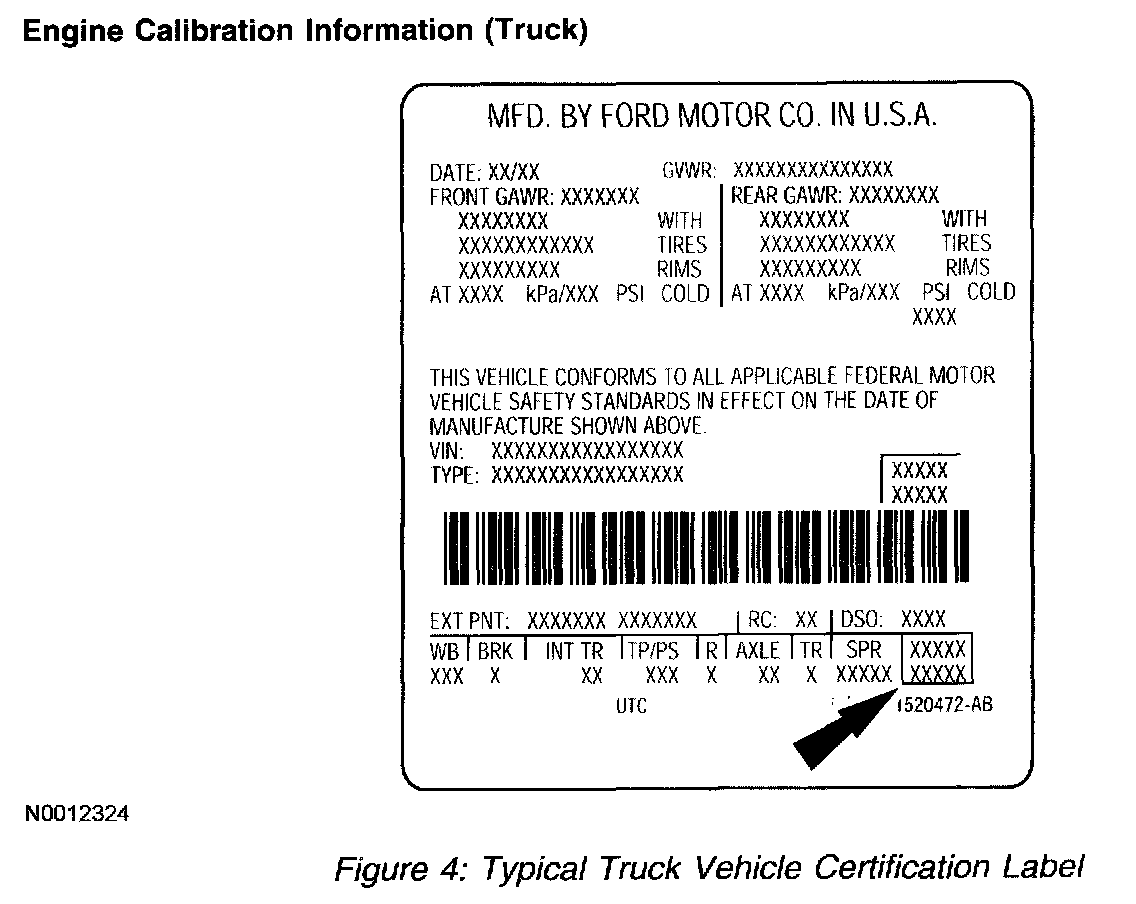 Engine Calibration Information (Truck)
MFD. BY FORD MOTOR CO. IN U.S.A.
DATE: XX/XX GVWR: XXXXXXXXXXXXXXX
FRONT GAWR: XXXXXXX REAR GAWR: XXXXXXXX
XXXXXXXX WITH XXXXXXXX WITH
XXXXXXXXXXXX TIRES XXXXXXXXXXXX TIRES
XXXXXXXXX RIMS XXXXXXXXX RIMS
AT XXXX kPa/XXX PSI COLD AT XXXX kPa/XXX PSI COLD
XXXX
THIS VEHICLE CONFORMS TO ALL APPLICABLE FEDERAL MOTOR
VEHICLE SAFETY STANDARDS IN EFFECT ON THE DATE OF
MANUFACTURE SHOWN ABOVE.
VIN: XXXXXXXXXXXXXXXXX
TYPE: XXXXXXXXXXXXXXXXX XXXXX
XXXXX
EXT PNT: XXXXXXX XXXXXXX RC: XX DSO: XXXX
WB BRK INT TR TP/PS R AXLE TR SPR XXXXX
XXX X XX XXX X XX X XXXXX XXXXX
UTC 1520472-AB
N0012324
Figure 4: Typical Truck Vehicle Certification Label